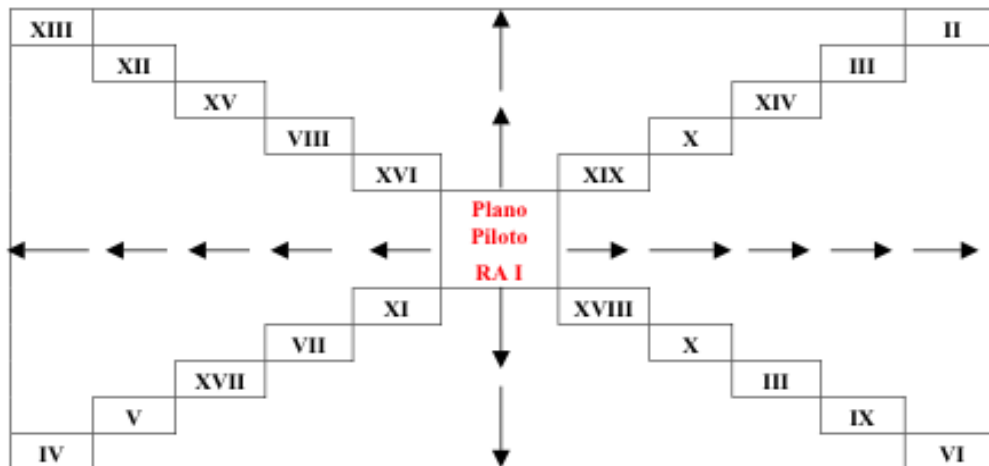 XIII II
XII III
XV XIV
VIII X
XVI XIX
Plano
Piloto
RA I
XI XVIII
VII X
XVII III
V IX
IV VI